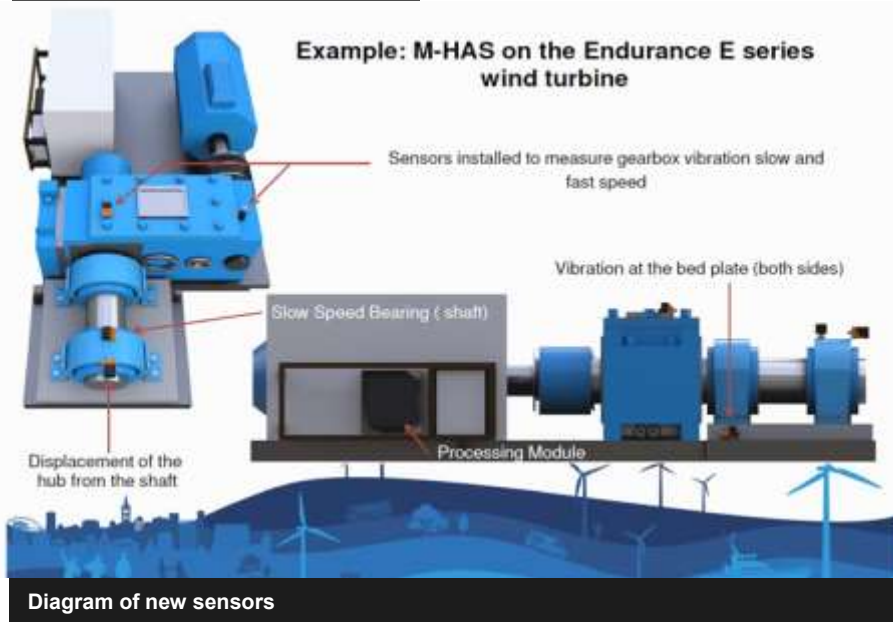 Example: M-HAS on the Endurance E series
wind turbine
Sensors installed to measure gearbox vibration slow and
fast speed
Vibration at the bed plate (both sides)
Slow Speed Bearing ( shaft)
Processing Module
Displacement of the
hub from the shaft
Diagram of new sensors